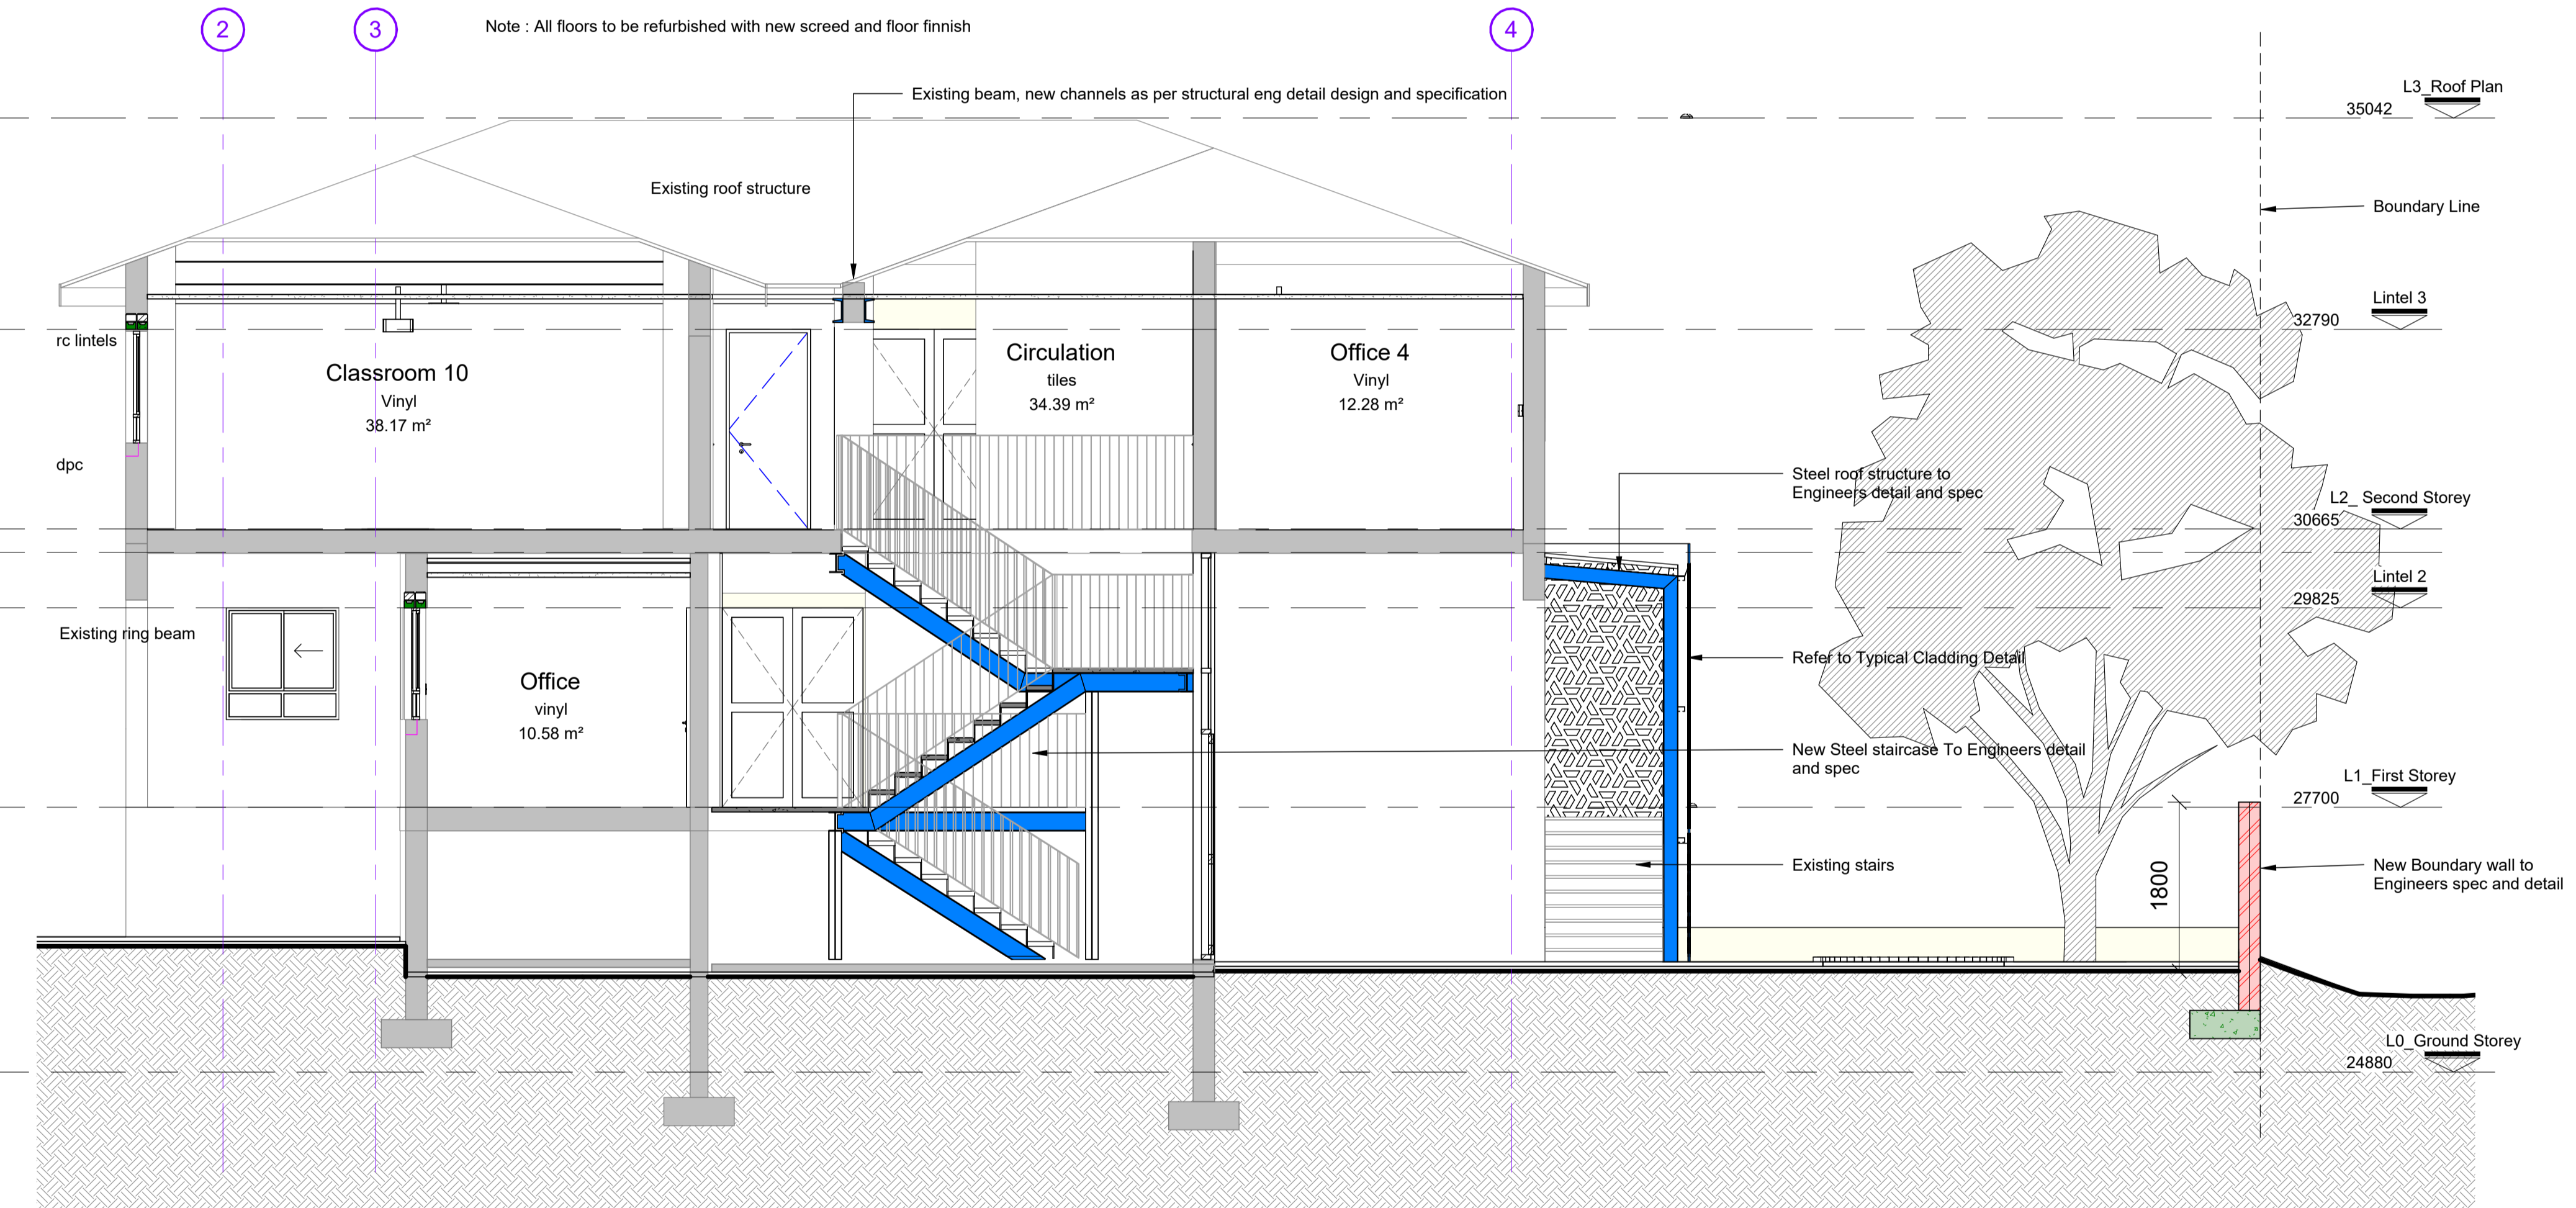 2
3
Note : All floors to be refurbished with new screed and floor finnish
4
Existing beam, new channels as per structural eng detail design and specification
L3_Roof Plan
35042
Existing roof structure
Boundary Line
Lintel 3
32790
rc lintels
Classroom 10
Vinyl
38.17 m²
Circulation
tiles
34.39 m²
Office 4
Vinyl
12.28 m²
dpc
Steel roof structure to
Engineers detail and spec
L2_ Second Storey
30665
Lintel 2
29825
Existing ring beam
Office
vinyl
10.58 m²
Refer to Typical Cladding Detail
New Steel staircase To Engineers detail
and spec
L1_First Storey
27700
Existing stairs
1800
New Boundary wall to
Engineers spec and detail
L0_Ground Storey
24880